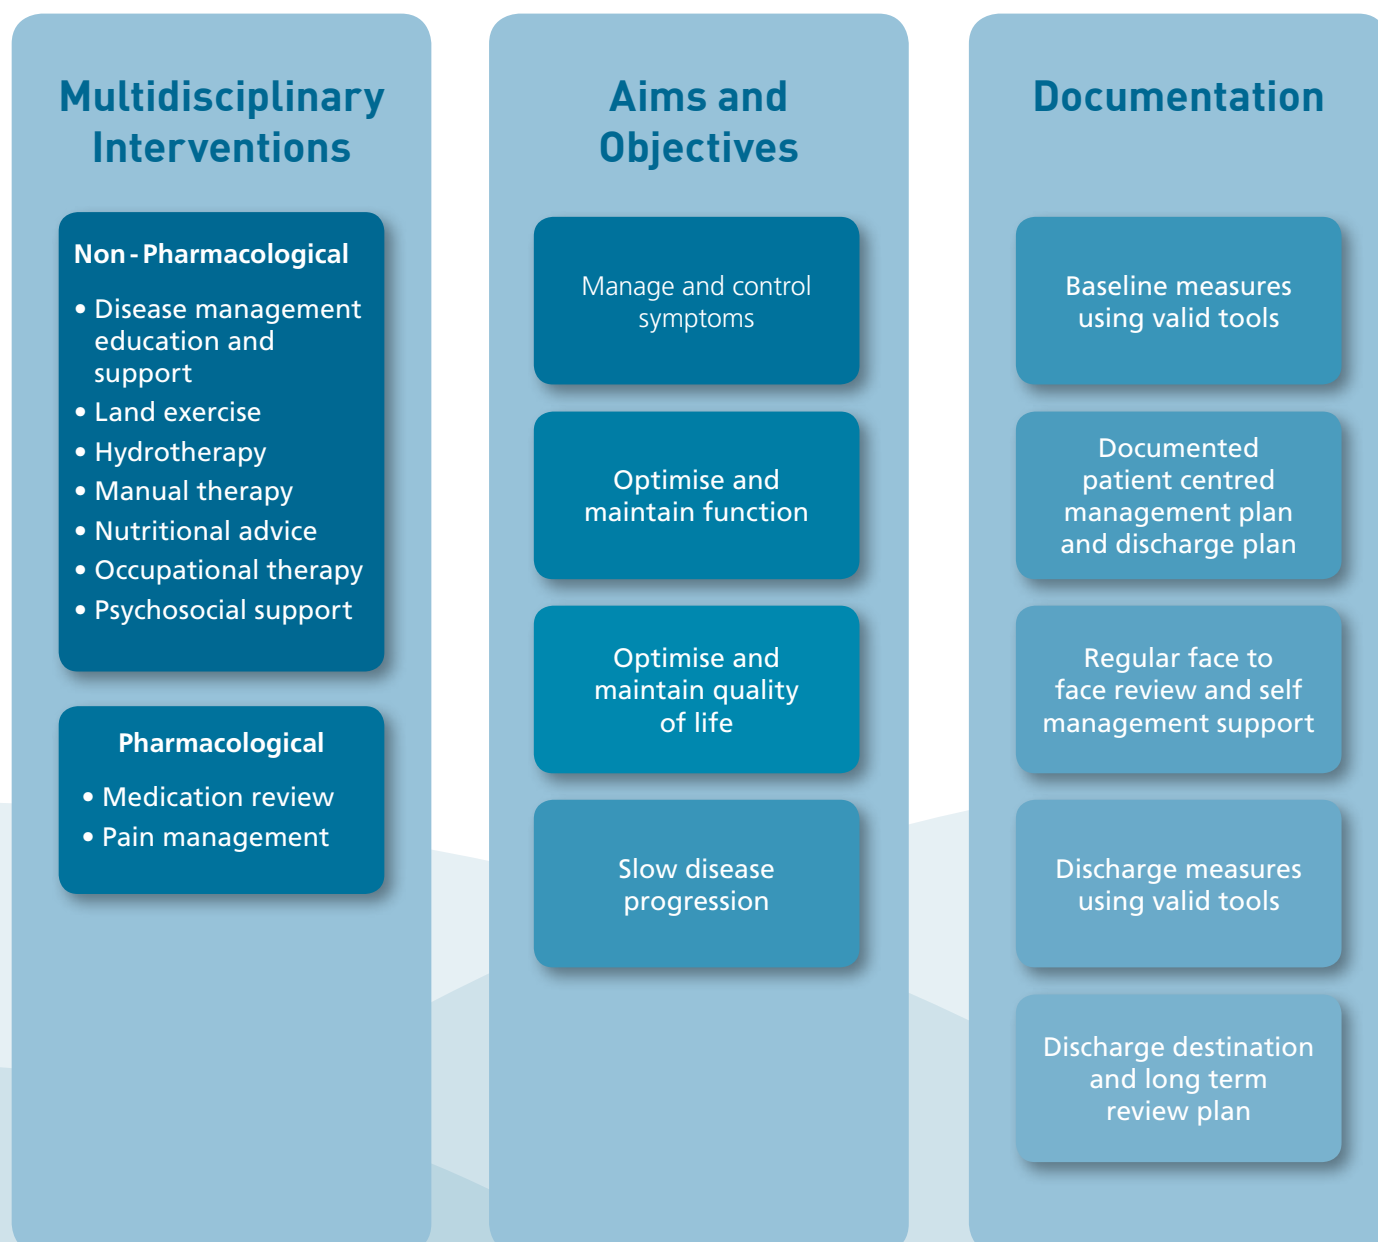 Multidisciplinary
Interventions
Non-Pharmacological
• Disease management
education and
support
• Land exercise
• Hydrotherapy
• Manual therapy
• Nutritional advice
• Occupational therapy
• Psychosocial support
Pharmacological
• Medication review
• Pain management
Aims and
Objectives
Manage and control
symptoms
Optimise and
maintain function
Optimise and
maintain quality
of life
Slow disease
progression
Documentation
Baseline measures
using valid tools
Documented
patient centred
management plan
and discharge plan
Regular face to
face review and self
management support
Discharge measures
using valid tools
Discharge destination
and long term
review plan